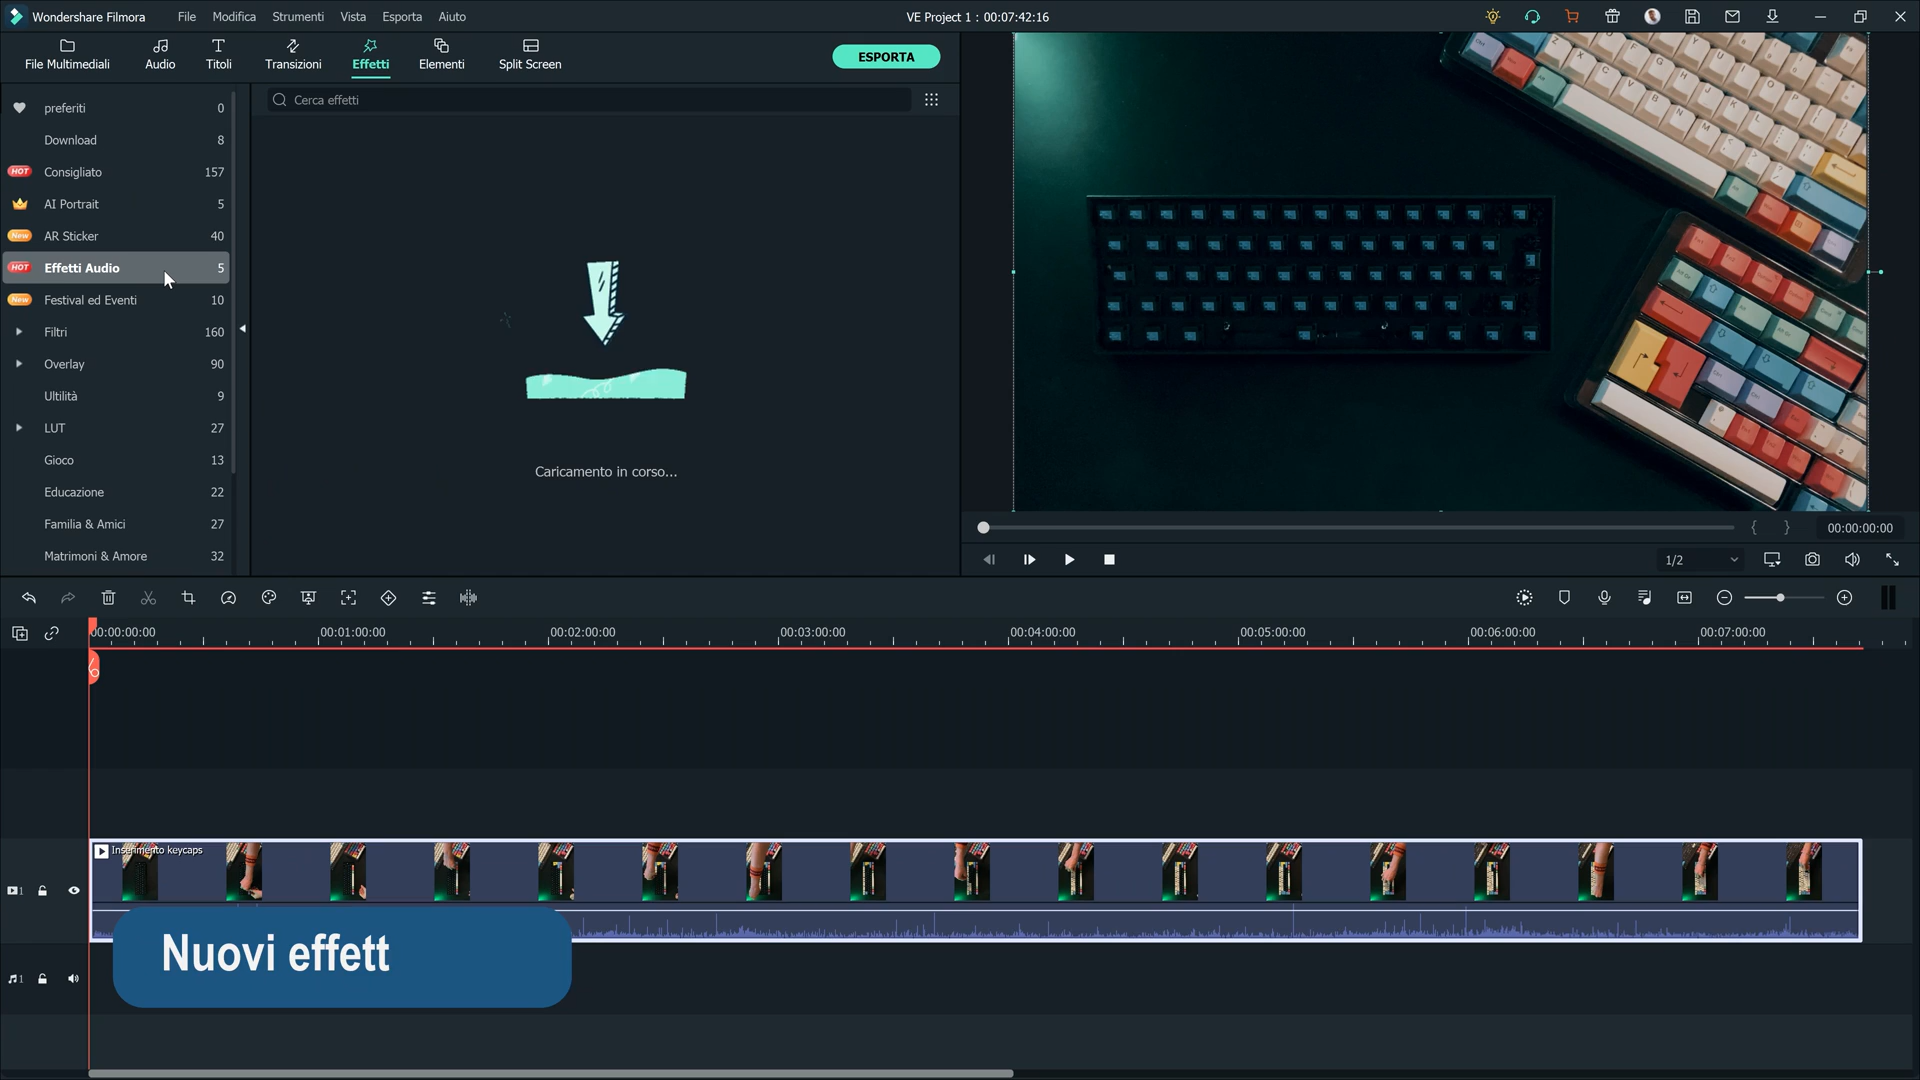 Wondershare Filmora
File Modifica Strumenti Vista Esporta Aiuto
VE Project 1 : 00:07:42:16
File Multimediali Audio Titoli Transizioni Effetti Elementi Split Screen
ESPORTA
Cerca effetti
preferiti 0
Download 8
HOT Consigliato 157
AI Portrait 5
New AR Sticker 40
HOT Effetti Audio 5
New Festival ed Eventi 10
Filtri 160
Overlay 90
Ultilità 9
LUT 27
Gioco 13
Educazione 22
Familia & Amici 27
Matrimoni & Amore 32
Caricamento in corso...
{ } 00:00:00:00
1/2
00:00:00:00 00:01:00:00 00:02:00:00 00:03:00:00 00:04:00:00 00:05:00:00 00:06:00:00 00:07:00:00
Inserimento keycaps
1
Nuovi effett
1